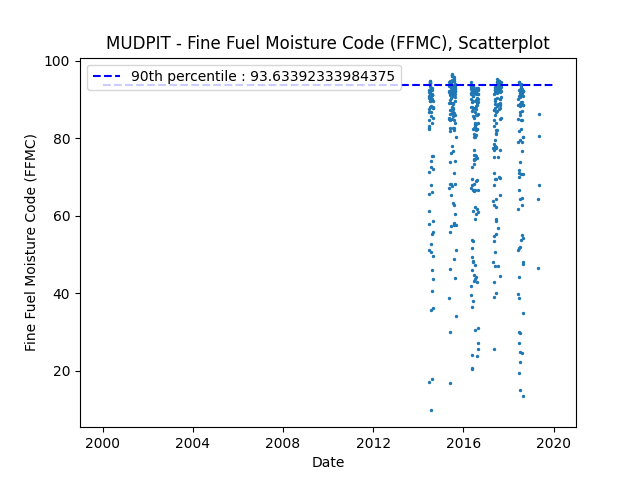 MUDPIT - Fine Fuel Moisture Code (FFMC), Scatterplot
90th percentile : 93.63392333984375
100
80
60
40
20
Fine Fuel Moisture Code (FFMC)
2000 2004 2008 2012 2016 2020
Date